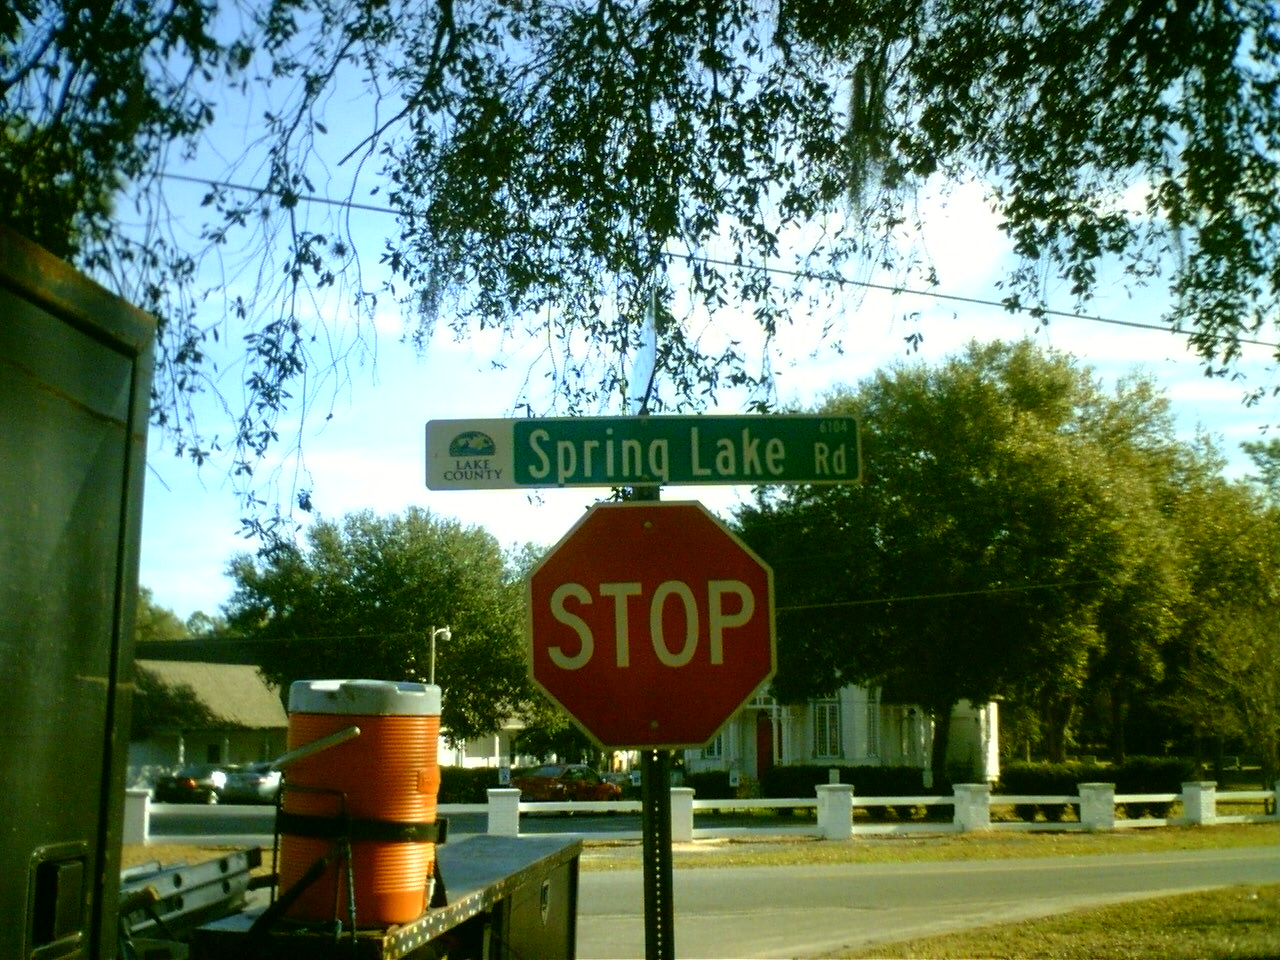 LAKE
COUNTY
Spring Lake Rd
6104
STOP